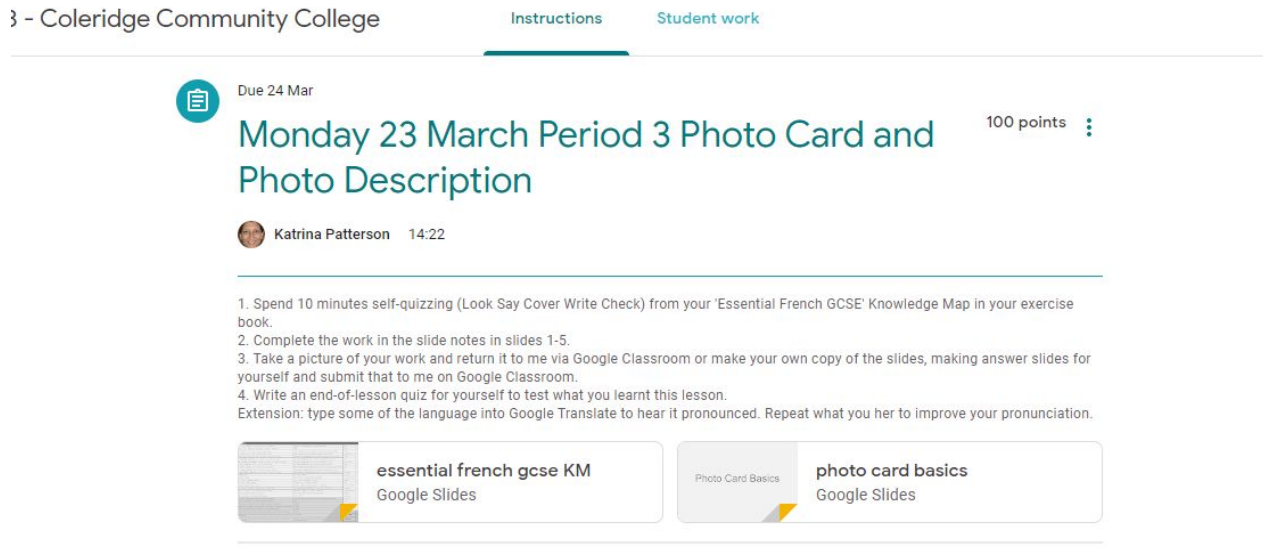 3 - Coleridge Community College
Instructions
Student work
Due 24 Mar
Monday 23 March Period 3 Photo Card and
Photo Description
100 points
Katrina Patterson 14:22
1. Spend 10 minutes self-quizzing (Look Say Cover Write Check) from your 'Essential French GCSE' Knowledge Map in your exercise
book.
2. Complete the work in the slide notes in slides 1-5.
3. Take a picture of your work and return it to me via Google Classroom or make your own copy of the slides, making answer slides for
yourself and submit that to me on Google Classroom.
4. Write an end-of-lesson quiz for yourself to test what you learnt this lesson.
Extension: type some of the language into Google Translate to hear it pronounced. Repeat what you her to improve your pronunciation.
essential french gcse KM
Google Slides
Photo Card Basics
photo card basics
Google Slides